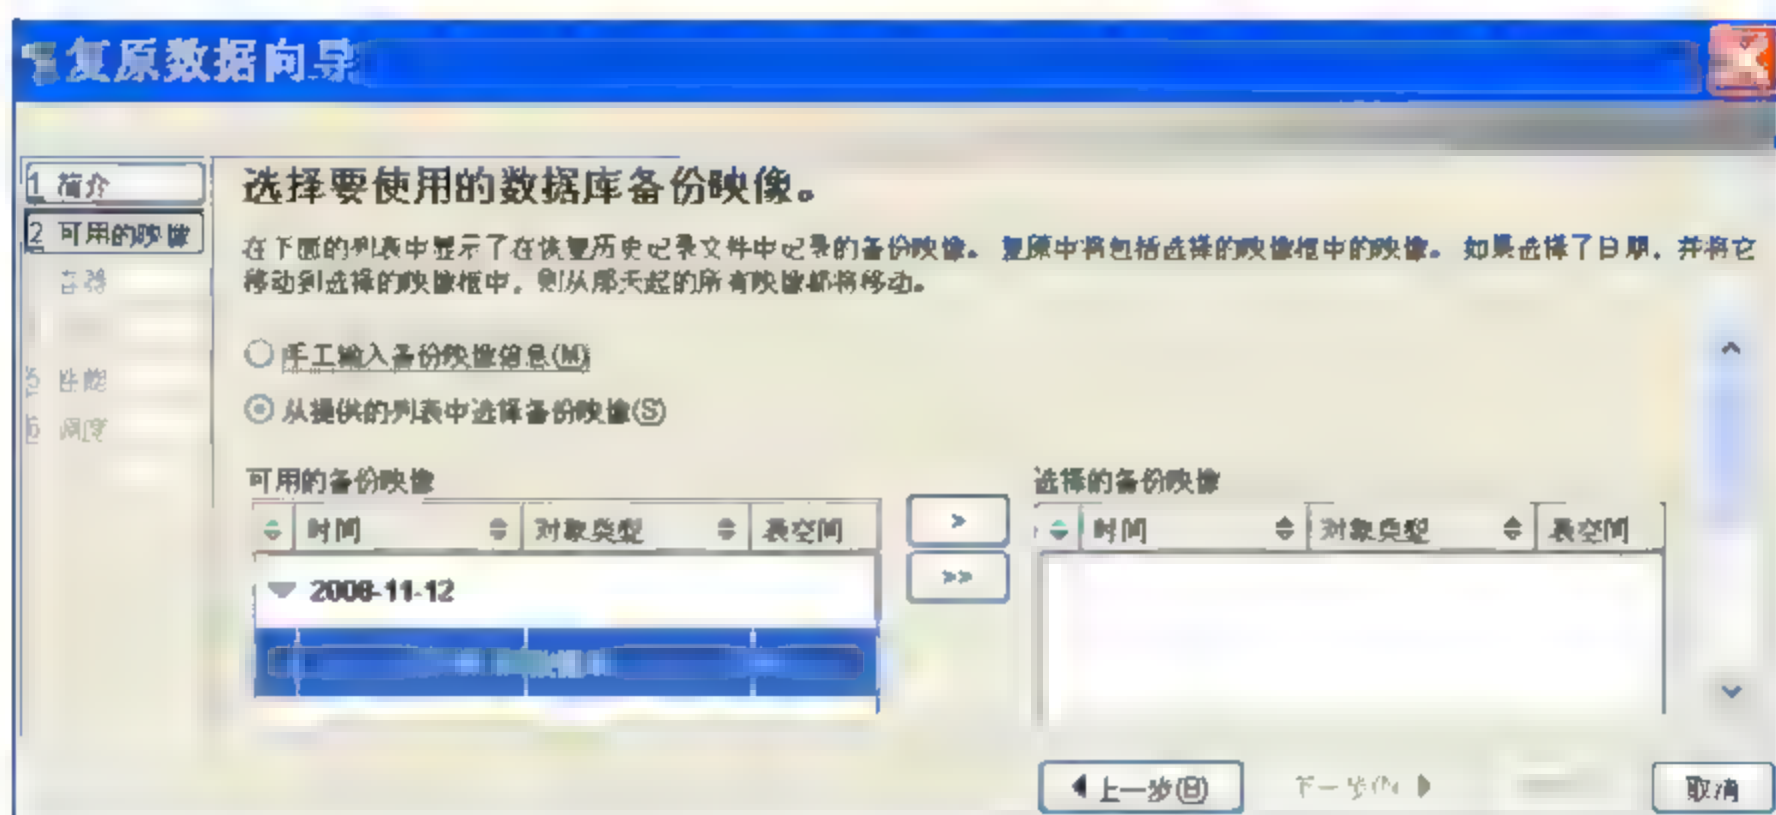 复原数据向导
1 简介
2 可用的映像
容器
5 性能
6 调度
选择要使用的数据库备份映像。
在下面的列表中显示了在恢复历史记录文件中记录的备份映像。 复原中将包括选择的映像框中的映像。 如果选择了日期，并将它
移动到选择的映像框中，则从那天起的所有映像都将移动。
手工输入备份映像信息(M)
从提供的列表中选择备份映像(S)
可用的备份映像
时间 对象类型 表空间
2008-11-12
>
>>
选择的备份映像
时间 对象类型 表空间
上一步(B) 下一步(N) 取消